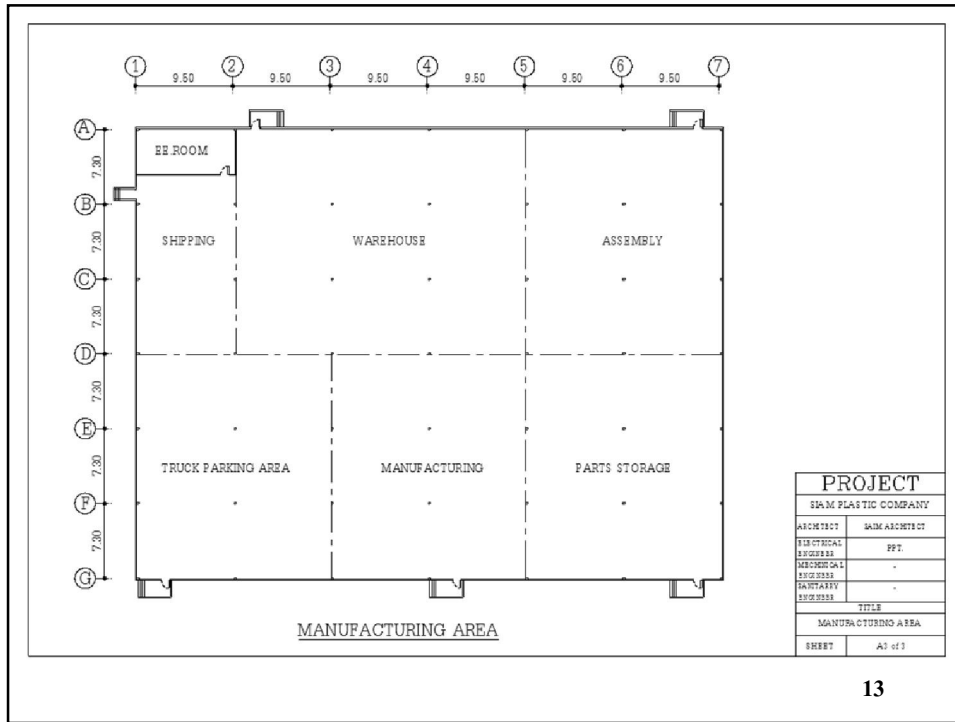 1 2 3 4 5 6 7
9.50 9.50 9.50 9.50 9.50 9.50
A
7.30
B
7.30
C
7.30
D
7.30
E
7.30
F
7.30
G
EE.ROOM
SHIPPING WAREHOUSE ASSEMBLY
TRUCK PARKING AREA MANUFACTURING PARTS STORAGE
MANUFACTURING AREA
PROJECT
SIAM PLASTIC COMPANY
ARCHITECT SAIM ARCHITECT
ELECTRICAL ENGINEER PPT.
MECHNICAL ENGINEER -
SANITARRY ENGINEER -
TITLE
MANUFACTURING AREA
SHEET A3 of 3
13